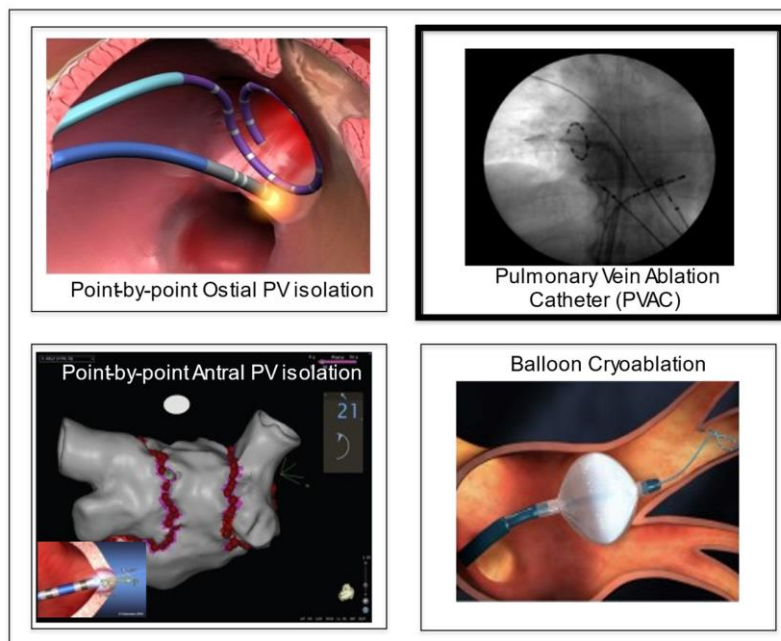 Point-by-point Ostial PV isolation
Pulmonary Vein Ablation
Catheter (PVAC)
Point-by-point Antral PV isolation
21
Balloon Cryoablation